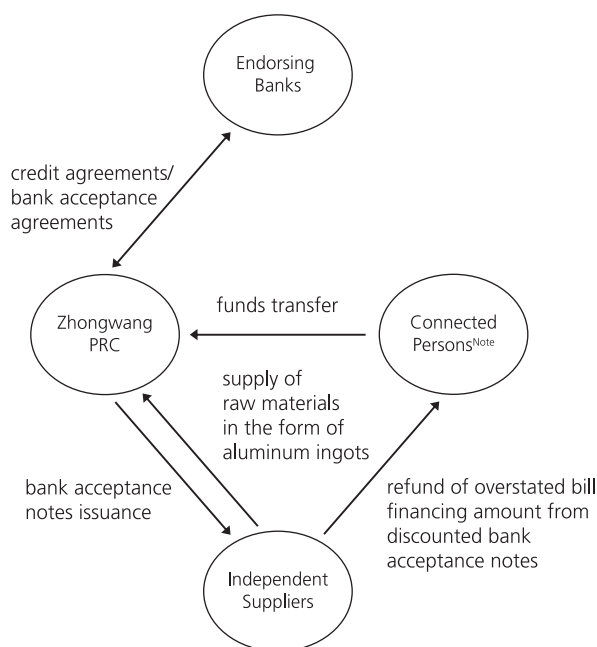 Endorsing
Banks
credit agreements/
bank acceptance
agreements
Zhongwang
PRC
funds transfer
Connected
PersonsNote
supply of
raw materials
in the form of
aluminum ingots
bank acceptance
notes issuance
refund of overstated bill
financing amount from
discounted bank
acceptance notes
Independent
Suppliers